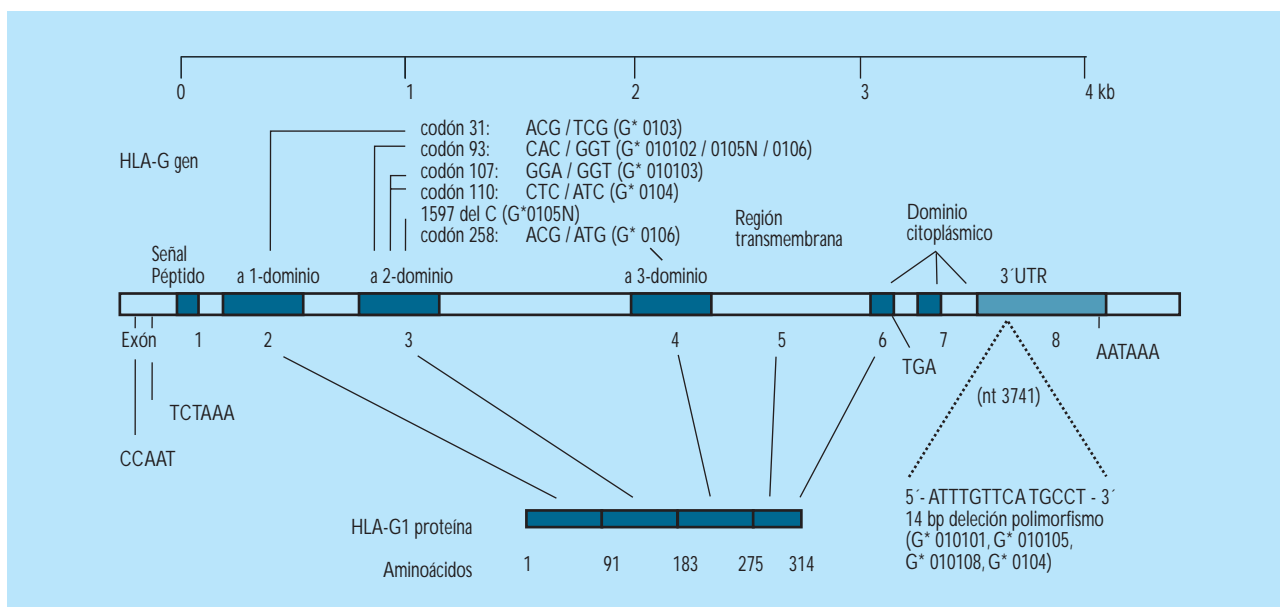 0 1 2 3 4 kb
HLA-G gen
codón 31: ACG / TCG (G* 0103)
codón 93: CAC / GGT (G* 010102 / 0105N / 0106)
codón 107: GGA / GGT (G* 010103)
codón 110: CTC / ATC (G* 0104)
1597 del C (G*0105N)
codón 258: ACG / ATG (G* 0106)
Señal
Péptido
a 1-dominio
a 2-dominio
a 3-dominio
Región
transmembrana
Dominio
citoplásmico
3´UTR
Exón 1 2 3 4 5 6 7 8
TGA
AATAAA
TCTAAA
CCAAT
(nt 3741)
5´- ATTTGTTCA TGCCT - 3´
14 bp deleción polimorfismo
(G* 010101, G* 010105,
G* 010108, G* 0104)
HLA-G1 proteína
Aminoácidos 1 91 183 275 314